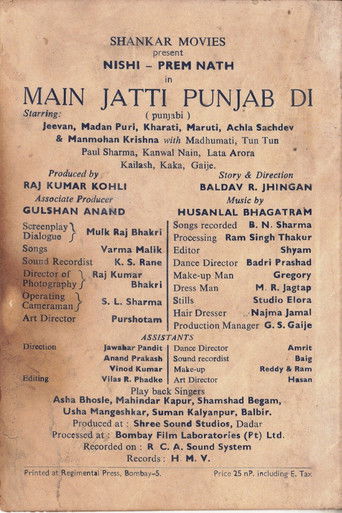 SHANKAR MOVIES
present
NISHI – PREM NATH
in
MAIN JATTI PUNJAB DI
Starring: ( punjabi )
Jeevan, Madan Puri, Kharati, Maruti, Achla Sachdev
& Manmohan Krishna with Madhumati, Tun Tun
Paul Sharma, Kanwal Nain, Lata Arora
Kailash, Kaka, Gaije.
Produced by
RAJ KUMAR KOHLI
Story & Direction
BALDAV R. JHINGAN
Associate Producer
GULSHAN ANAND
Music by
HUSANLAL BHAGATRAM
Screenplay } Mulk Raj Bhakri
Dialogue }
Songs Varma Malik
Sound Recordist K. S. Rane
Director of } Raj Kumar
Photography } Bhakri
Operating } S. L. Sharma
Cameraman }
Art Director Purshotam
Songs recorded B. N. Sharma
Processing Ram Singh Thakur
Editor Shyam
Dance Director Badri Prashad
Make-up Man Gregory
Dress Man M. R. Jagtap
Stills Studio Elora
Hair Dresser Najma Jamal
Production Manager G. S. Gaije
ASSISTANTS
Direction Jawahar Pandit
Anand Prakash
Vinod Kumar
Editing Vilas R. Phadke
Dance Director Amrit
Sound recordist Baig
Make-up Reddy & Ram
Art Director Hasan
Play back Singers
Asha Bhosle, Mahindar Kapur, Shamshad Begam,
Usha Mangeshkar, Suman Kalyanpur, Balbir.
Produced at : Shree Sound Studios, Dadar
Processed at : Bombay Film Laboratories (Pt) Ltd.
Recorded on : R C A. Sound System
Records : H M. V.
Printed at Regimental Press, Bombay-5. Price 25 nP. including E. Tax